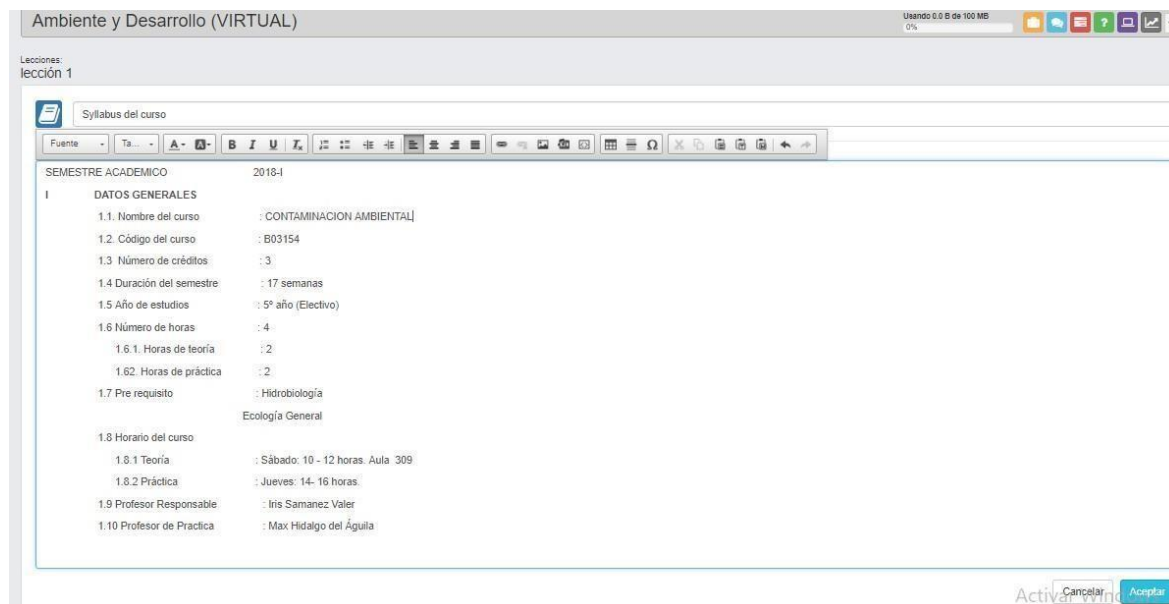 Ambiente y Desarrollo (VIRTUAL)
Usando 0.0 B de 100 MB
0%
Lecciones:
lección 1
Syllabus del curso
Fuente Ta...
SEMESTRE ACADEMICO 2018-I
I DATOS GENERALES
1.1. Nombre del curso : CONTAMINACION AMBIENTAL
1.2. Código del curso : B03154
1.3 Número de créditos : 3
1.4 Duración del semestre : 17 semanas
1.5 Año de estudios : 5º año (Electivo)
1.6 Número de horas : 4
1.6.1. Horas de teoría : 2
1.62. Horas de práctica : 2
1.7 Pre requisito : Hidrobiología
Ecología General
1.8 Horario del curso
1.8.1 Teoría : Sábado: 10 - 12 horas. Aula 309
1.8.2 Práctica : Jueves: 14- 16 horas.
1.9 Profesor Responsable : Iris Samanez Valer
1.10 Profesor de Practica : Max Hidalgo del Águila
Cancelar Aceptar
Activar